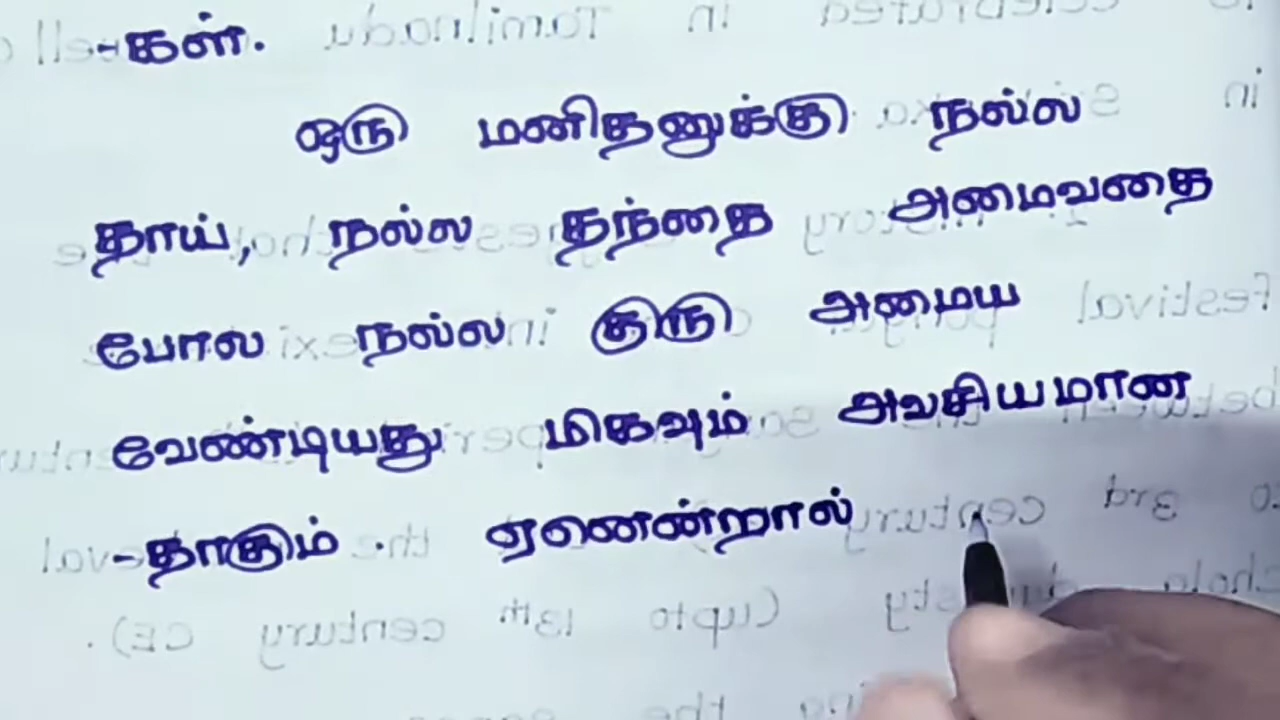 -கள்.
ஒரு மனிதனுக்கு நல்ல
தாய், நல்ல தந்தை அமைவதை
போல நல்ல குரு அமைய
வேண்டியது மிகவும் அவசியமான
-தாகும். ஏனென்றால்